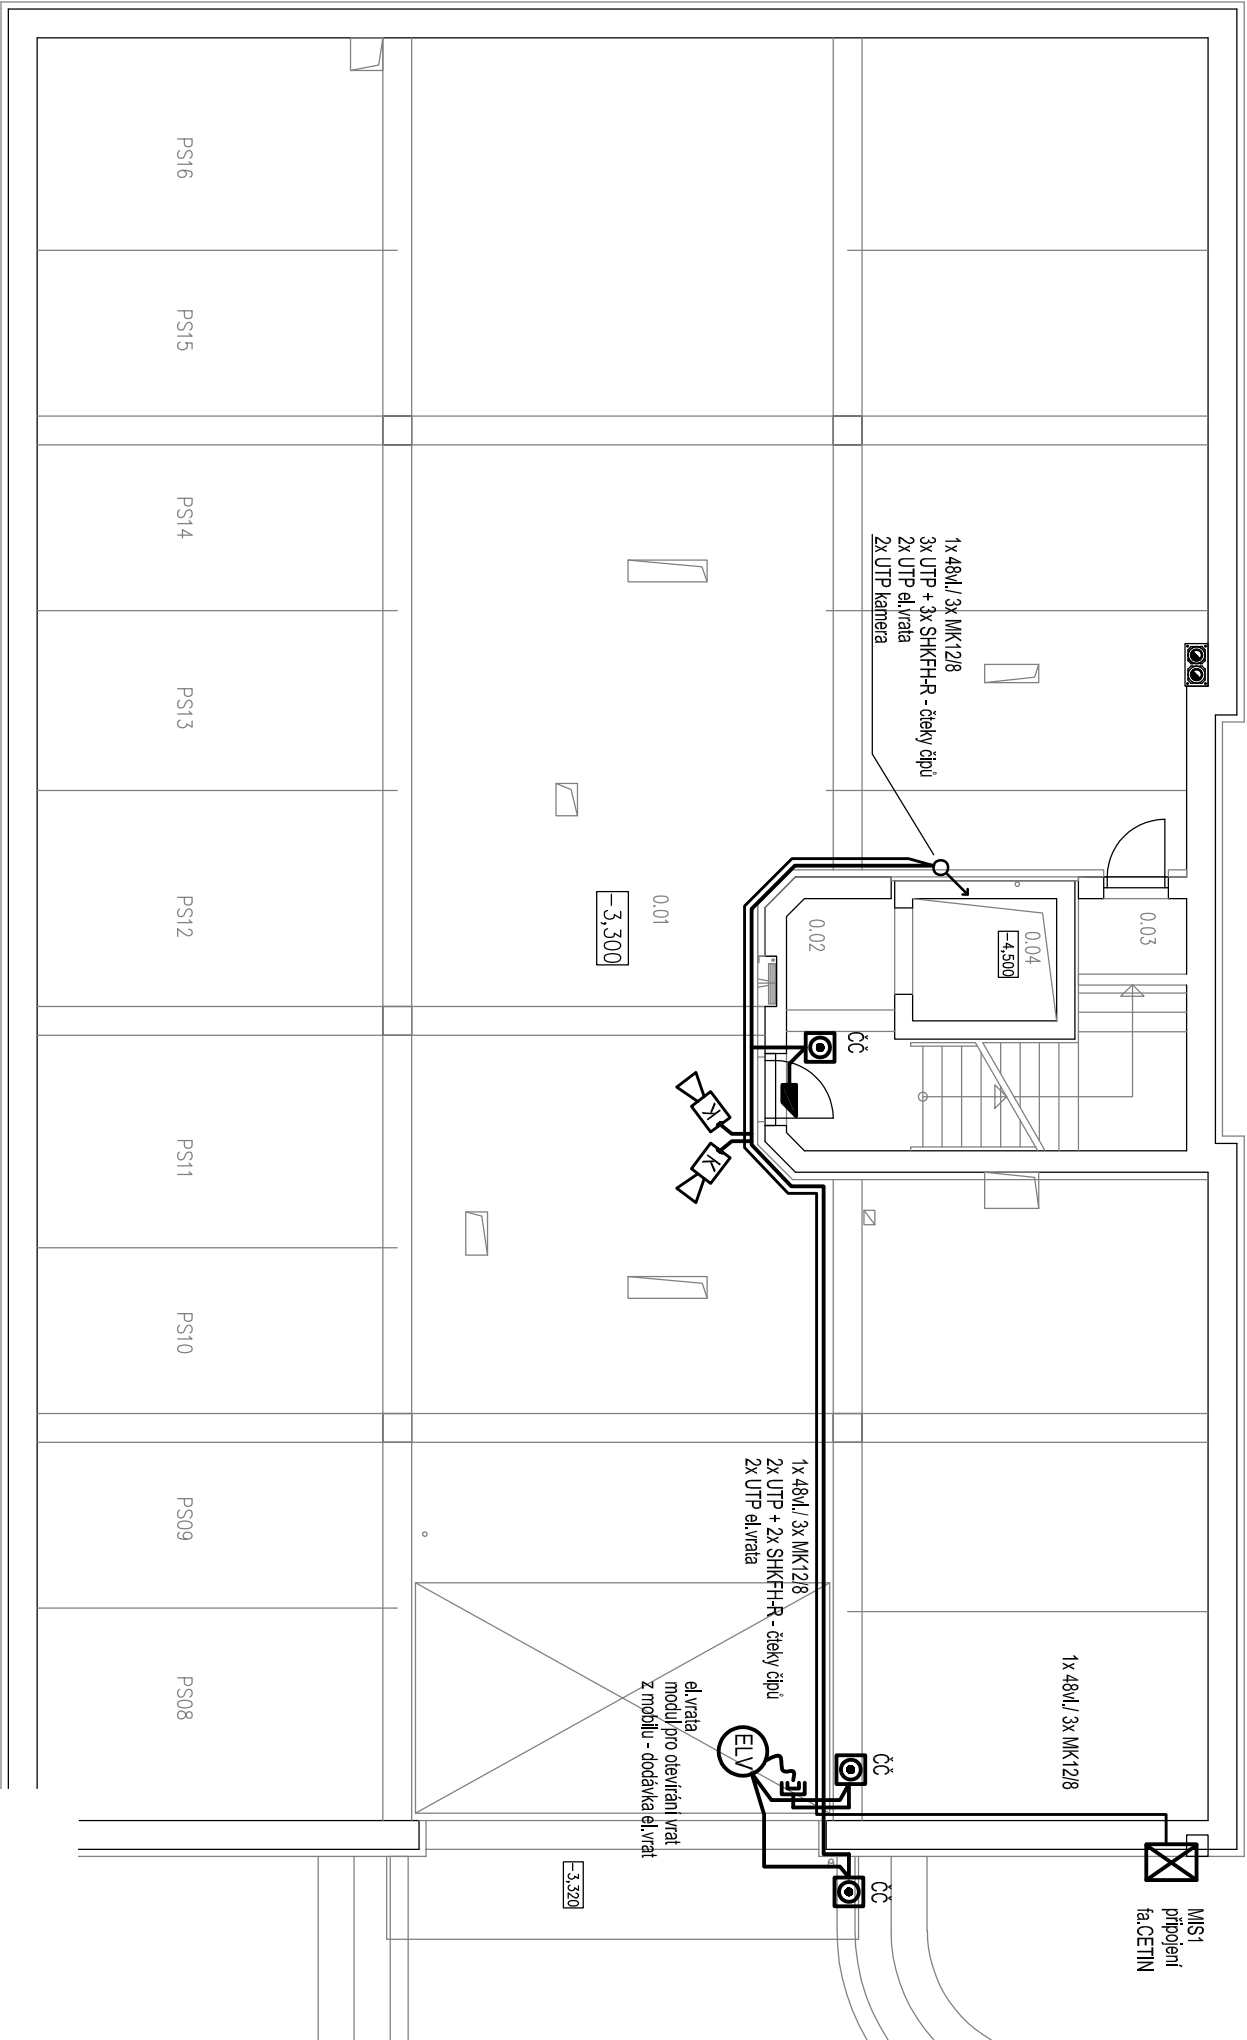 PS16
PS15
PS14
PS13
PS12
PS11
PS10
PS09
PS08
1x 48vl./ 3x MK12/8
3x UTP + 3x SHKFH-R - čteky čipů
2x UTP el.vrata
2x UTP kamera
0.01
-3,300
0.02
0.03
0.04
-4,500
ČČ
K
K
1x 48vl./ 3x MK12/8
2x UTP + 2x SHKFH-R - čteky čipů
2x UTP el.vrata
1x 48vl./ 3x MK12/8
el.vrata
modul pro otevírání vrat
z mobilu - dodávka el.vrat
ELV
ČČ
ČČ
-3,320
MIS1
připojení
fa.CETIN